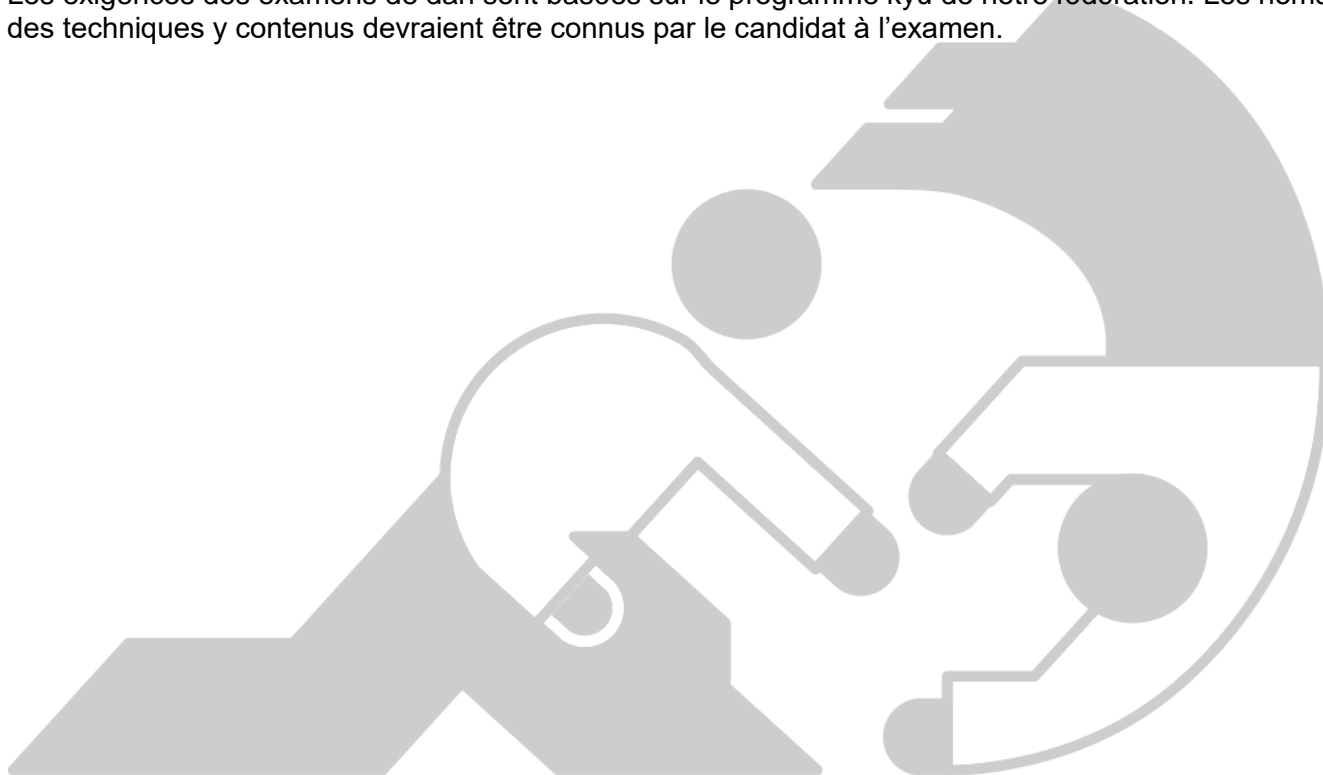 Les exigences des examens de dan sont basées sur le programme kyu de notre fédération. Les noms
des techniques y contenus devraient être connus par le candidat à l’examen.